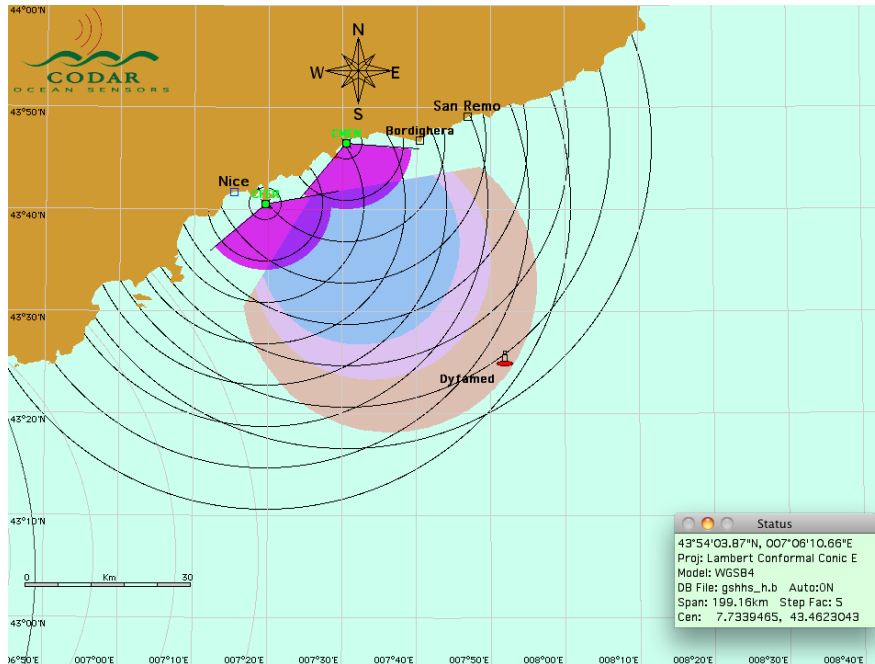 44°00'N
CODAR
OCEAN SENSORS
N
W
E
S
43°50'N
San Remo
Bordighera
Nice
43°40'N
43°30'N
Dyfamed
43°20'N
43°10'N
0 Km 30
43°00'N
Status
43°54'03.87"N, 007°06'10.66"E
Proj: Lambert Conformal Conic E
Model: WGS84
DB File: gshhs_h.b Auto:ON
Span: 199.16km Step Fac: 5
Cen: 7.7339465, 43.4623043
06°50'E 007°00'E 007°10'E 007°20'E 007°30'E 007°40'E 007°50'E 008°00'E 008°10'E 008°20'E 008°30'E 008°40'E